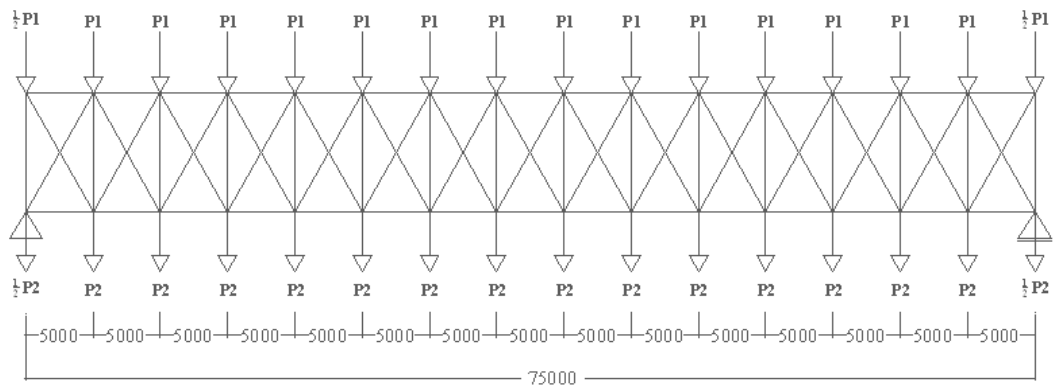 ½P1 P1 P1 P1 P1 P1 P1 P1 P1 P1 P1 P1 P1 P1 P1 ½P1
½P2 P2 P2 P2 P2 P2 P2 P2 P2 P2 P2 P2 P2 P2 P2 ½P2
5000 5000 5000 5000 5000 5000 5000 5000 5000 5000 5000 5000 5000 5000 5000
75000